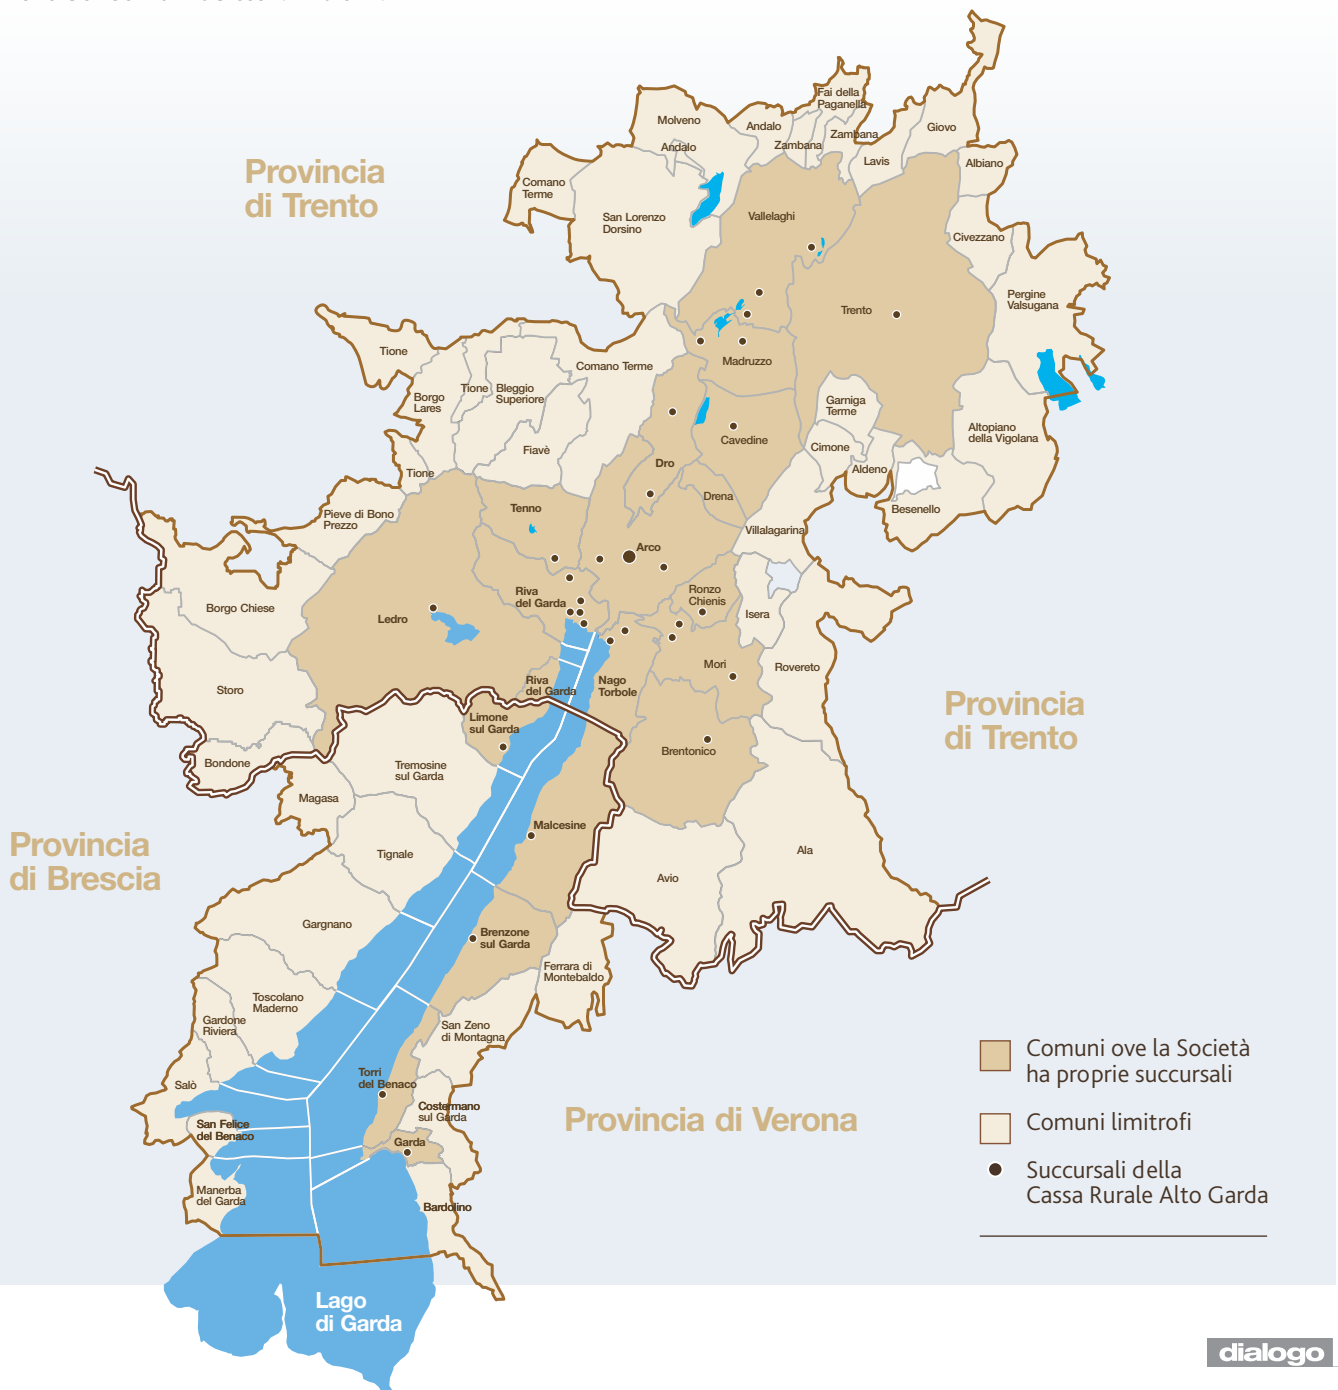 Fai della
Paganella
Molveno
Andalo
Zambana
Giovo
Andalo
Zambana
Lavis
Albiano
Provincia
di Trento
Comano
Terme
San Lorenzo
Dorsino
Vallelaghi
Civezzano
Pergine
Valsugana
Trento
Tione
Comano Terme
Madruzzo
Tione
Bleggio
Superiore
Borgo
Lares
Garniga
Terme
Altopiano
della Vigolana
Cavedine
Fiavè
Cimone
Dro
Aldeno
Tione
Drena
Tenno
Besenello
Pieve di Bono
Prezzo
Villalagarina
Arco
Riva
del Garda
Ronzo
Chienis
Borgo Chiese
Ledro
Isera
Mori
Rovereto
Riva
del Garda
Nago
Torbole
Storo
Provincia
di Trento
Limone
sul Garda
Brentonico
Bondone
Tremosine
sul Garda
Magasa
Malcesine
Provincia
di Brescia
Tignale
Ala
Avio
Gargnano
Brenzone
sul Garda
Ferrara di
Montebaldo
Toscolano
Maderno
Gardone
Riviera
San Zeno
di Montagna
Comuni ove la Società
ha proprie succursali
Torri
del Benaco
Salò
Costermano
sul Garda
Provincia di Verona
Comuni limitrofi
San Felice
del Benaco
Garda
Succursali della
Cassa Rurale Alto Garda
Manerba
del Garda
Bardolino
Lago
di Garda
dialogo